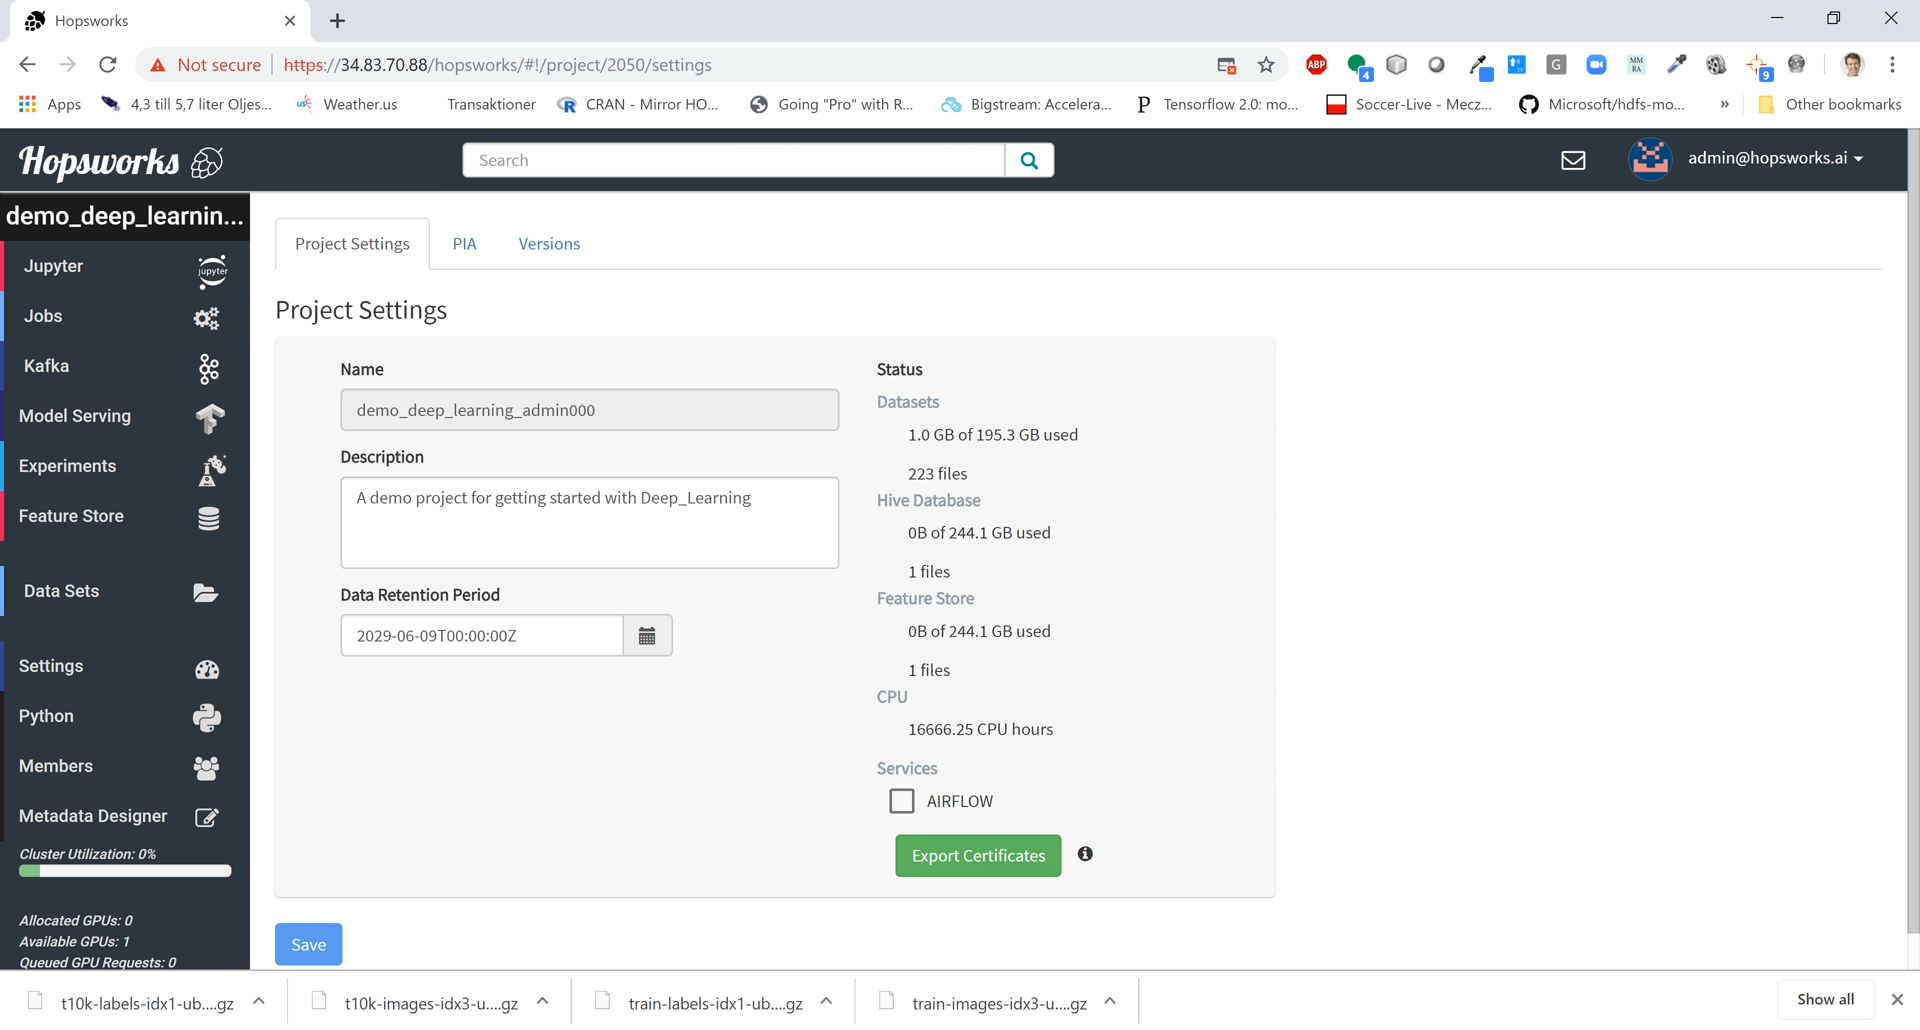 Hopsworks
Not secure
https://34.83.70.88/hopsworks/#!/project/2050/settings
ABP
4
G
MM
RA
9
Apps
4,3 till 5,7 liter Oljes...
us
Weather.us
Transaktioner
R
CRAN - Mirror HO...
Going "Pro" with R...
Bigstream: Accelera...
P
Tensorflow 2.0: mo...
Soccer-Live - Mecz...
Microsoft/hdfs-mo...
»
Other bookmarks
Hopsworks
Search
admin@hopsworks.ai
demo_deep_learnin...
Jupyter
jupyter
Jobs
Kafka
Model Serving
Experiments
Feature Store
Data Sets
Settings
Python
Members
Metadata Designer
Cluster Utilization: 0%
Allocated GPUs: 0
Available GPUs: 1
Queued GPU Requests: 0
Project Settings
PIA
Versions
Project Settings
Name
demo_deep_learning_admin000
Description
A demo project for getting started with Deep_Learning
Data Retention Period
2029-06-09T00:00:00Z
Status
Datasets
1.0 GB of 195.3 GB used
223 files
Hive Database
0B of 244.1 GB used
1 files
Feature Store
0B of 244.1 GB used
1 files
CPU
16666.25 CPU hours
Services
AIRFLOW
Export Certificates
Save
t10k-labels-idx1-ub....gz
t10k-images-idx3-u....gz
train-labels-idx1-ub....gz
train-images-idx3-u....gz
Show all